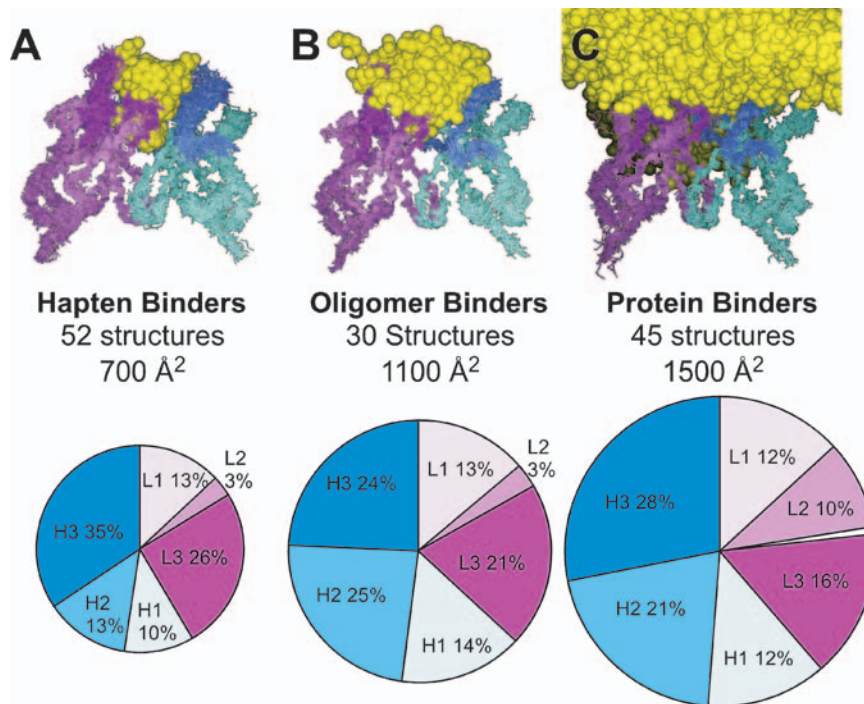 A
B
C
Hapten Binders
52 structures
700 Å²
Oligomer Binders
30 Structures
1100 Å²
Protein Binders
45 structures
1500 Å²
L1 13%
L2
3%
L3 26%
H1
10%
H2
13%
H3 35%
L1 13%
L2
3%
L3 21%
H1 14%
H2 25%
H3 24%
L1 12%
L2 10%
L3 16%
H1 12%
H2 21%
H3 28%